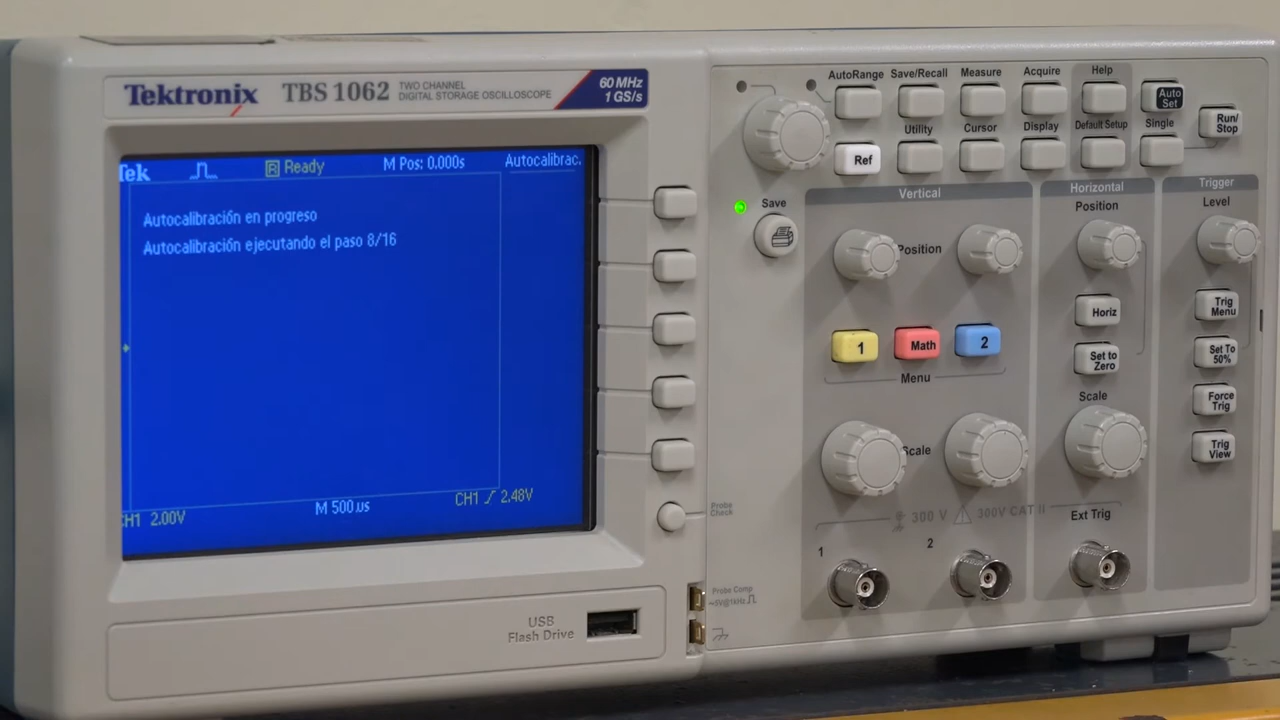 Tektronix TBS 1062 TWO CHANNEL DIGITAL STORAGE OSCILLOSCOPE 60 MHz 1 GS/s
Tek R Ready M Pos: 0.000s Autocalibrac.
Autocalibración en progreso
Autocalibración ejecutando el paso 8/16
CH1 2.00V M 500us CH1 2.48V
USB
Flash Drive
AutoRange Save/Recall Measure Acquire Help Auto Set
Utility Cursor Display Default Setup Single Run/Stop
Ref
Save
Vertical Horizontal Trigger
Position Position Level
1 Math 2 Horiz Trig Menu
Menu Set to Zero Set To 50%
Scale Scale Force Trig
Trig View
Probe Check
300 V 300V CAT II Ext Trig
1 2
Probe Comp
~5V@1kHz